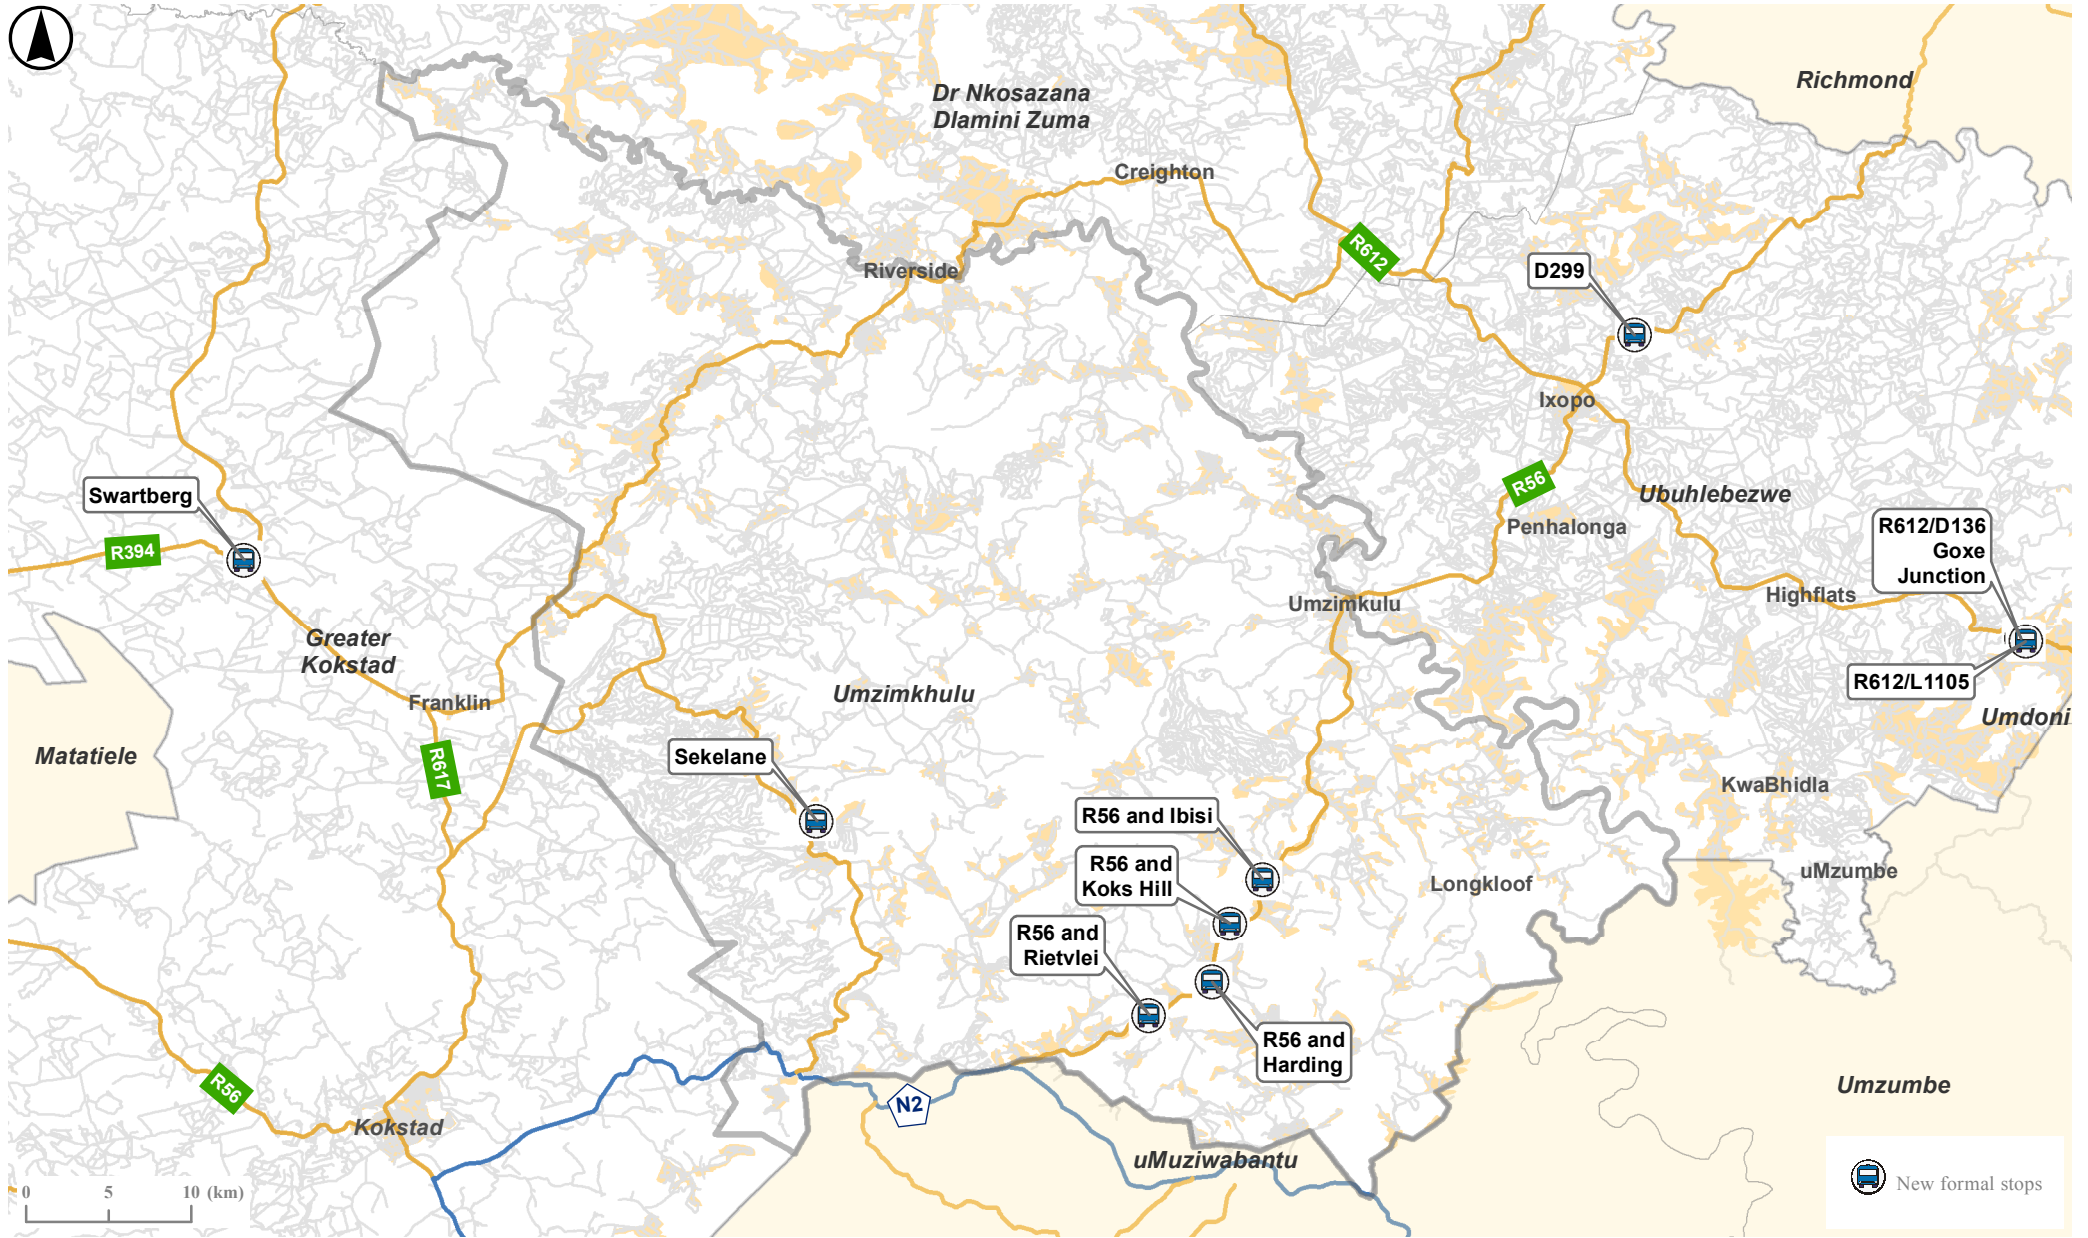 Dr Nkosazana
Dlamini Zuma
Richmond
Creighton
R612
Riverside
D299
Ixopo
Swartberg
R56
Ubuhlebezwe
Penhalonga
R394
R612/D136
Goxe
Junction
Highflats
Umzimkulu
Greater
Kokstad
Franklin
Umzimkhulu
R612/L1105
Umdoni
Matatiele
R617
Sekelane
KwaBhidla
R56 and Ibisi
R56 and
Koks Hill
Longkloof
uMzumbe
R56 and
Rietvlei
R56 and
Harding
R56
N2
Umzumbe
Kokstad
uMuziwabantu
New formal stops
0 5 10 (km)